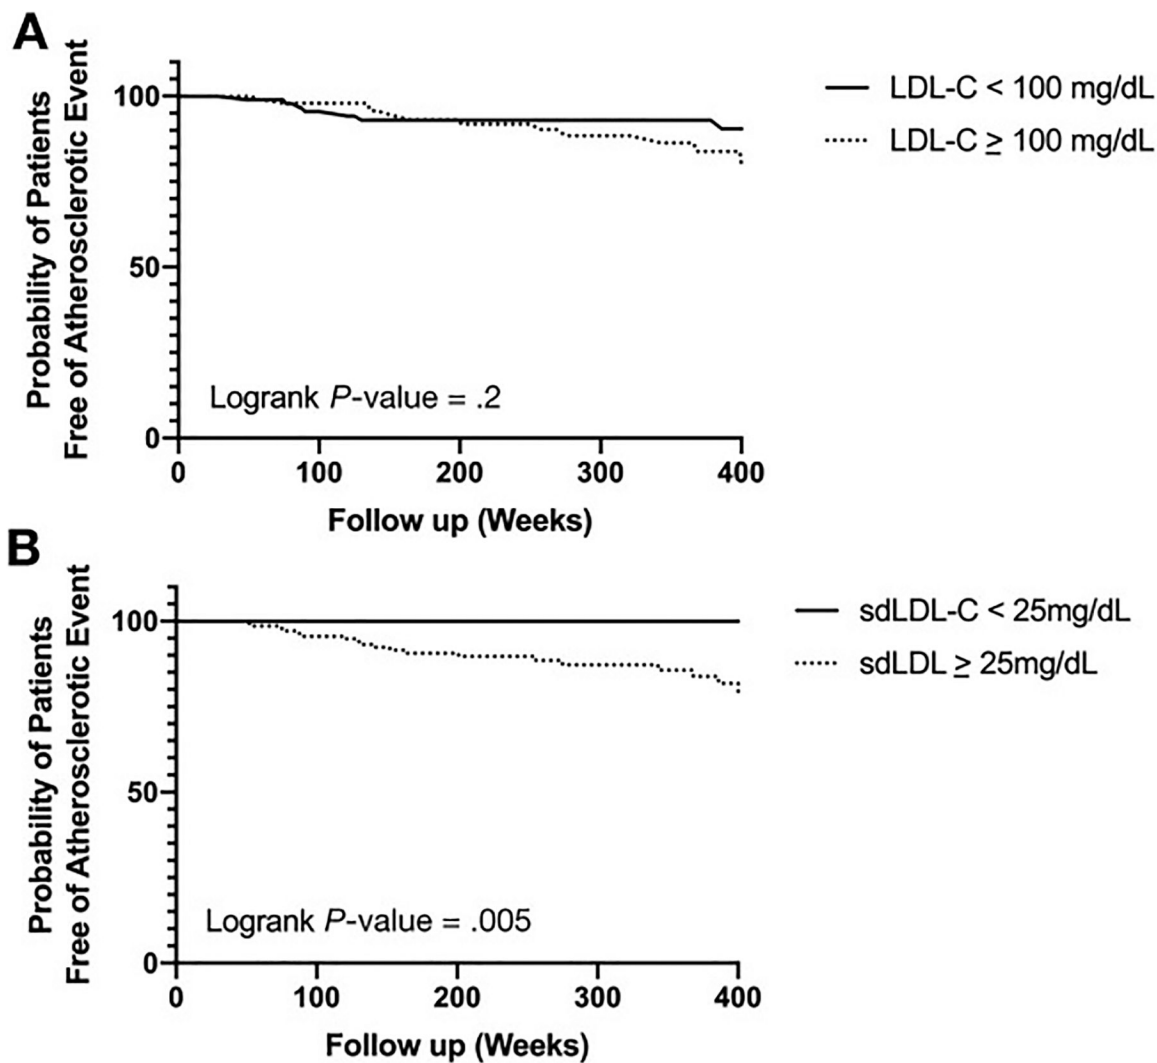 A
Probability of Patients
Free of Atherosclerotic Event
100
50
0
0 100 200 300 400
Follow up (Weeks)
Logrank P-value = .2
LDL-C < 100 mg/dL
LDL-C ≥ 100 mg/dL
B
Probability of Patients
Free of Atherosclerotic Event
100
50
0
0 100 200 300 400
Follow up (Weeks)
Logrank P-value = .005
sdLDL-C < 25mg/dL
sdLDL ≥ 25mg/dL